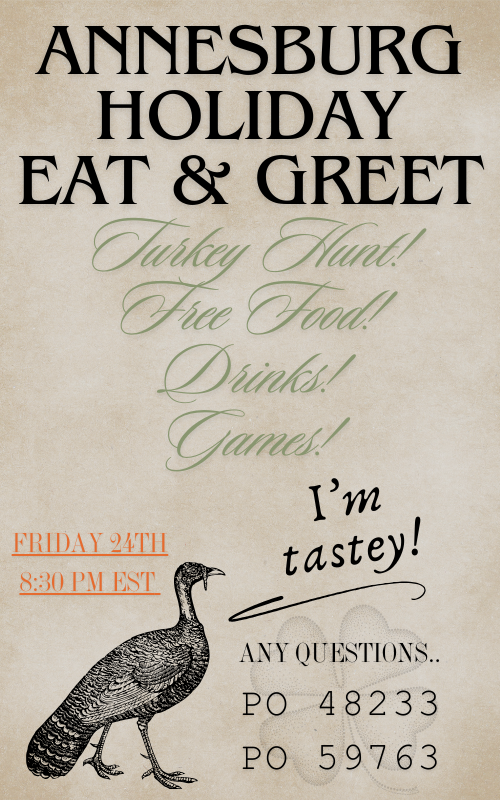 ANNESBURG
HOLIDAY
EAT & GREET
Turkey Hunt!
Free Food!
Drinks!
Games!
I'm
tastey!
FRIDAY 24TH
8:30 PM EST
ANY QUESTIONS..
PO 48233
PO 59763